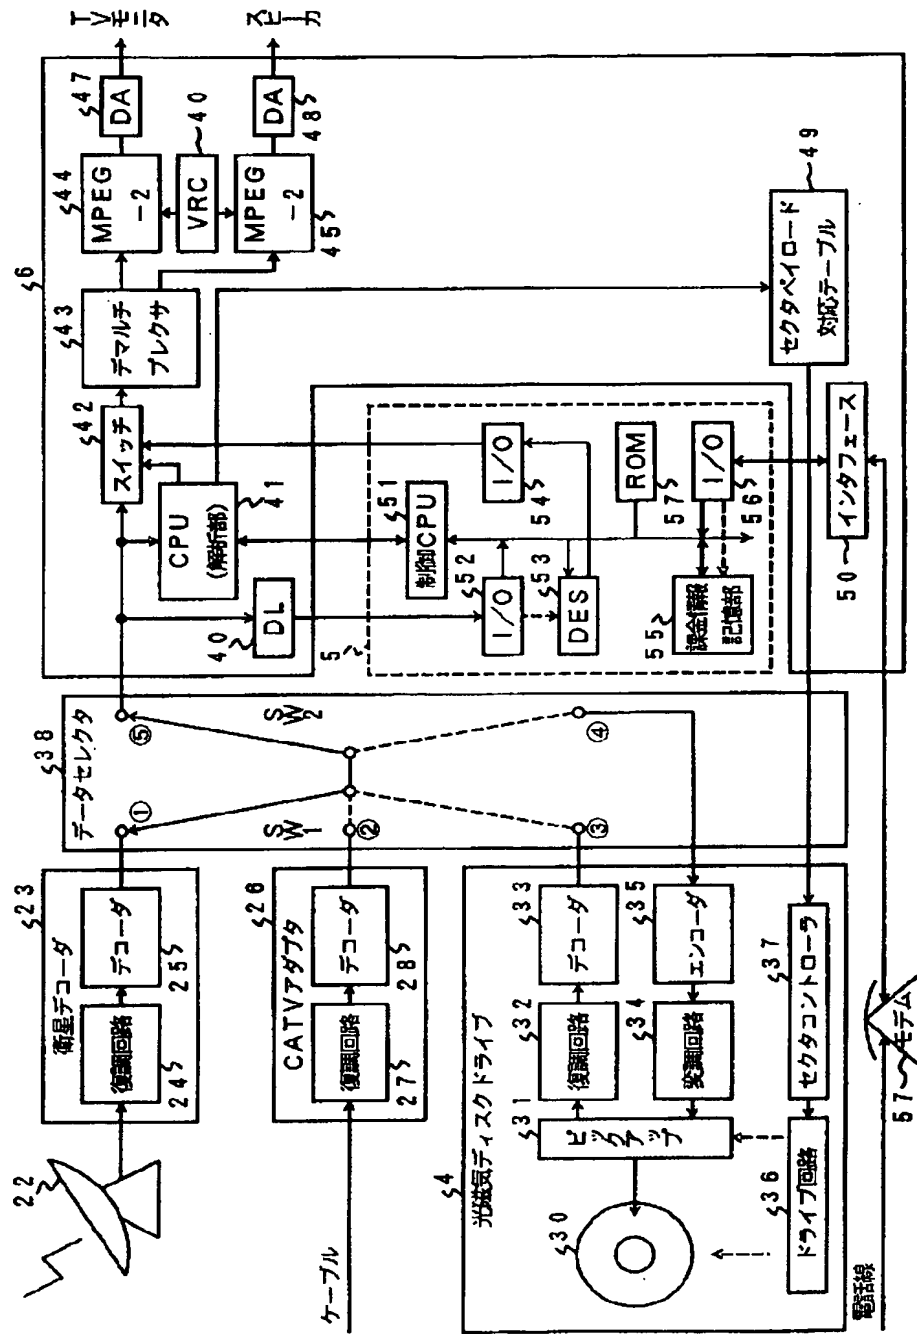 22
衛星デコーダ
23
復調回路
24
デコーダ
25
ケーブル
CATVアダプタ
26
復調回路
27
デコーダ
28
光磁気ディスクドライブ
4
30
ピックアップ
31
復調回路
32
デコーダ
33
変調回路
34
エンコーダ
35
ドライブ回路
36
セクタコントローラ
37
電話線
57
モデム
データセレクタ
38
①
SW1
②
③
SW2
④
⑤
6
DL
40
CPU
(解析部)
41
スイッチ
42
デマルチ
プレクサ
43
MPEG
-2
44
VRC
40
MPEG
-2
45
DA
47
DA
48
TVモニタ
スピーカ
5
制御CPU
51
I/O
52
DES
53
I/O
54
課金情報
記憶部
55
ROM
57
I/O
56
セクタペイロード
対応テーブル
49
50
インタフェース